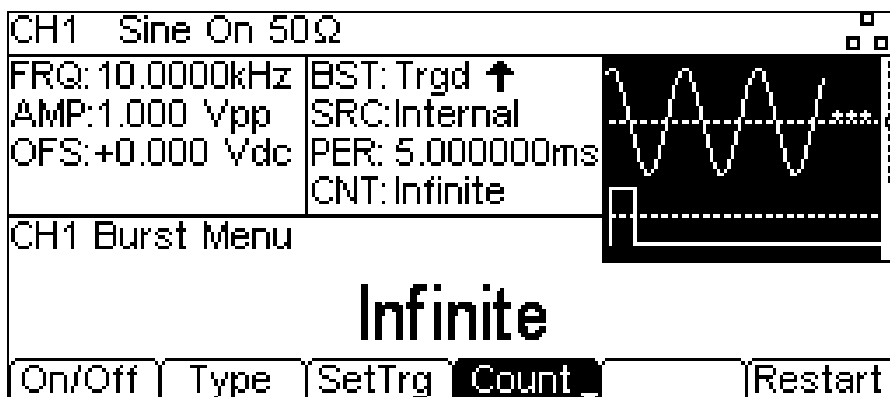 CH1 Sine On 50Ω
FRQ: 10.0000kHz
AMP:1.000 Vpp
OFS:+0.000 Vdc
BST: Trgd ↑
SRC:Internal
PER: 5.000000ms
CNT: Infinite
***
CH1 Burst Menu
Infinite
On/Off Type SetTrg Count Restart